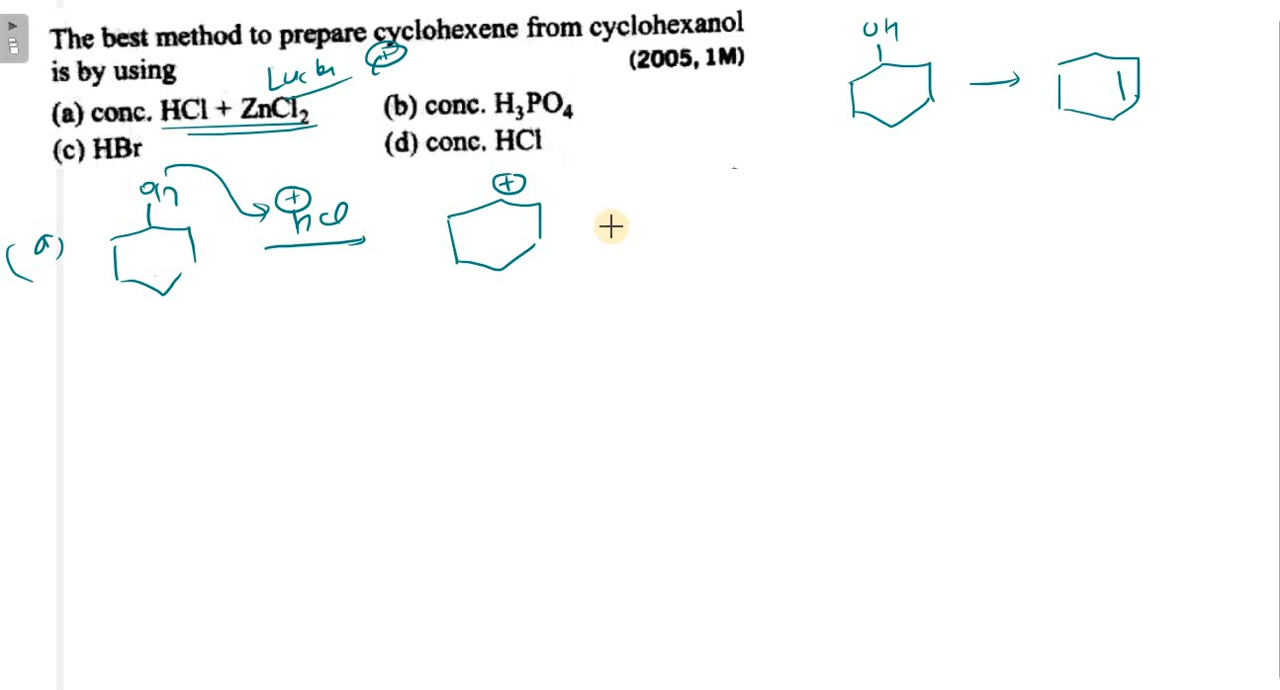 The best method to prepare cyclohexene from cyclohexanol
is by using (2005, 1M)
(a) conc. HCl + ZnCl₂ (b) conc. H₃PO₄
(c) HBr (d) conc. HCl
OH
(a)
+
HCl
+